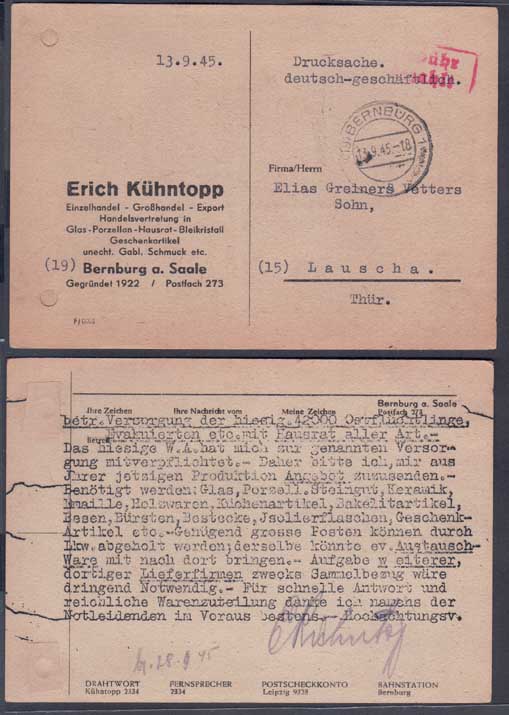 13.9.45.
Drucksache.
deutsch-geschäftlich.
BERNBURG
13.9.45.-18
Firma/Herrn
Elias Greiners Vetters
Sohn,
(15) Lauscha.
Thür.
Erich Kühntopp
Einzelhandel - Großhandel - Export
Handelsvertretung in
Glas-Porzellan-Hausrat-Bleikristall
Geschenkartikel
unecht. Gabl. Schmuck etc.
(19) Bernburg a. Saale
Gegründet 1922 / Postfach 273
Bernburg a. Saale
Postfach 273
Ihre Zeichen Ihre Nachricht vom Meine Zeichen
betr. Versorgung der hiesig. 42000 Ostflüchtlinge,
Evakuierten etc. mit Hausrat aller Art.-
Betreff
Das hiesige W.A. hat mich zur genannten Versor-
gung mitverpflichtet.- Daher bitte ich, mir aus
Jhrer jetzigen Produktion Angebot zuzusenden.-
Benötigt werden: Glas, Porzell. Steingut, Keramik,
Emaille, Holzwaren, Küchenartikel, Bakelitartikel,
Besen, Bürsten, Bestecke, Jsolierflaschen, Geschenk-
Artikel etc.- Genügend grosse Posten können durch
Lkw. abgeholt werden; derselbe könnte ev. Austausch-
Ware mit nach dort bringen.- Aufgabe w eiterer,
dortiger Lieferfirmen zwecks Sammelbezug wäre
dringend Notwendig.- Für schnelle Antwort und
reichliche Warenzuteilung danke ich namens der
Notleidenden im Voraus bestens.- Hochachtungsv.
DRAHTWORT FERNSPRECHER POSTSCHECKKONTO BAHNSTATION
Kühntopp 2334 2334 Leipzig 9528 Bernburg